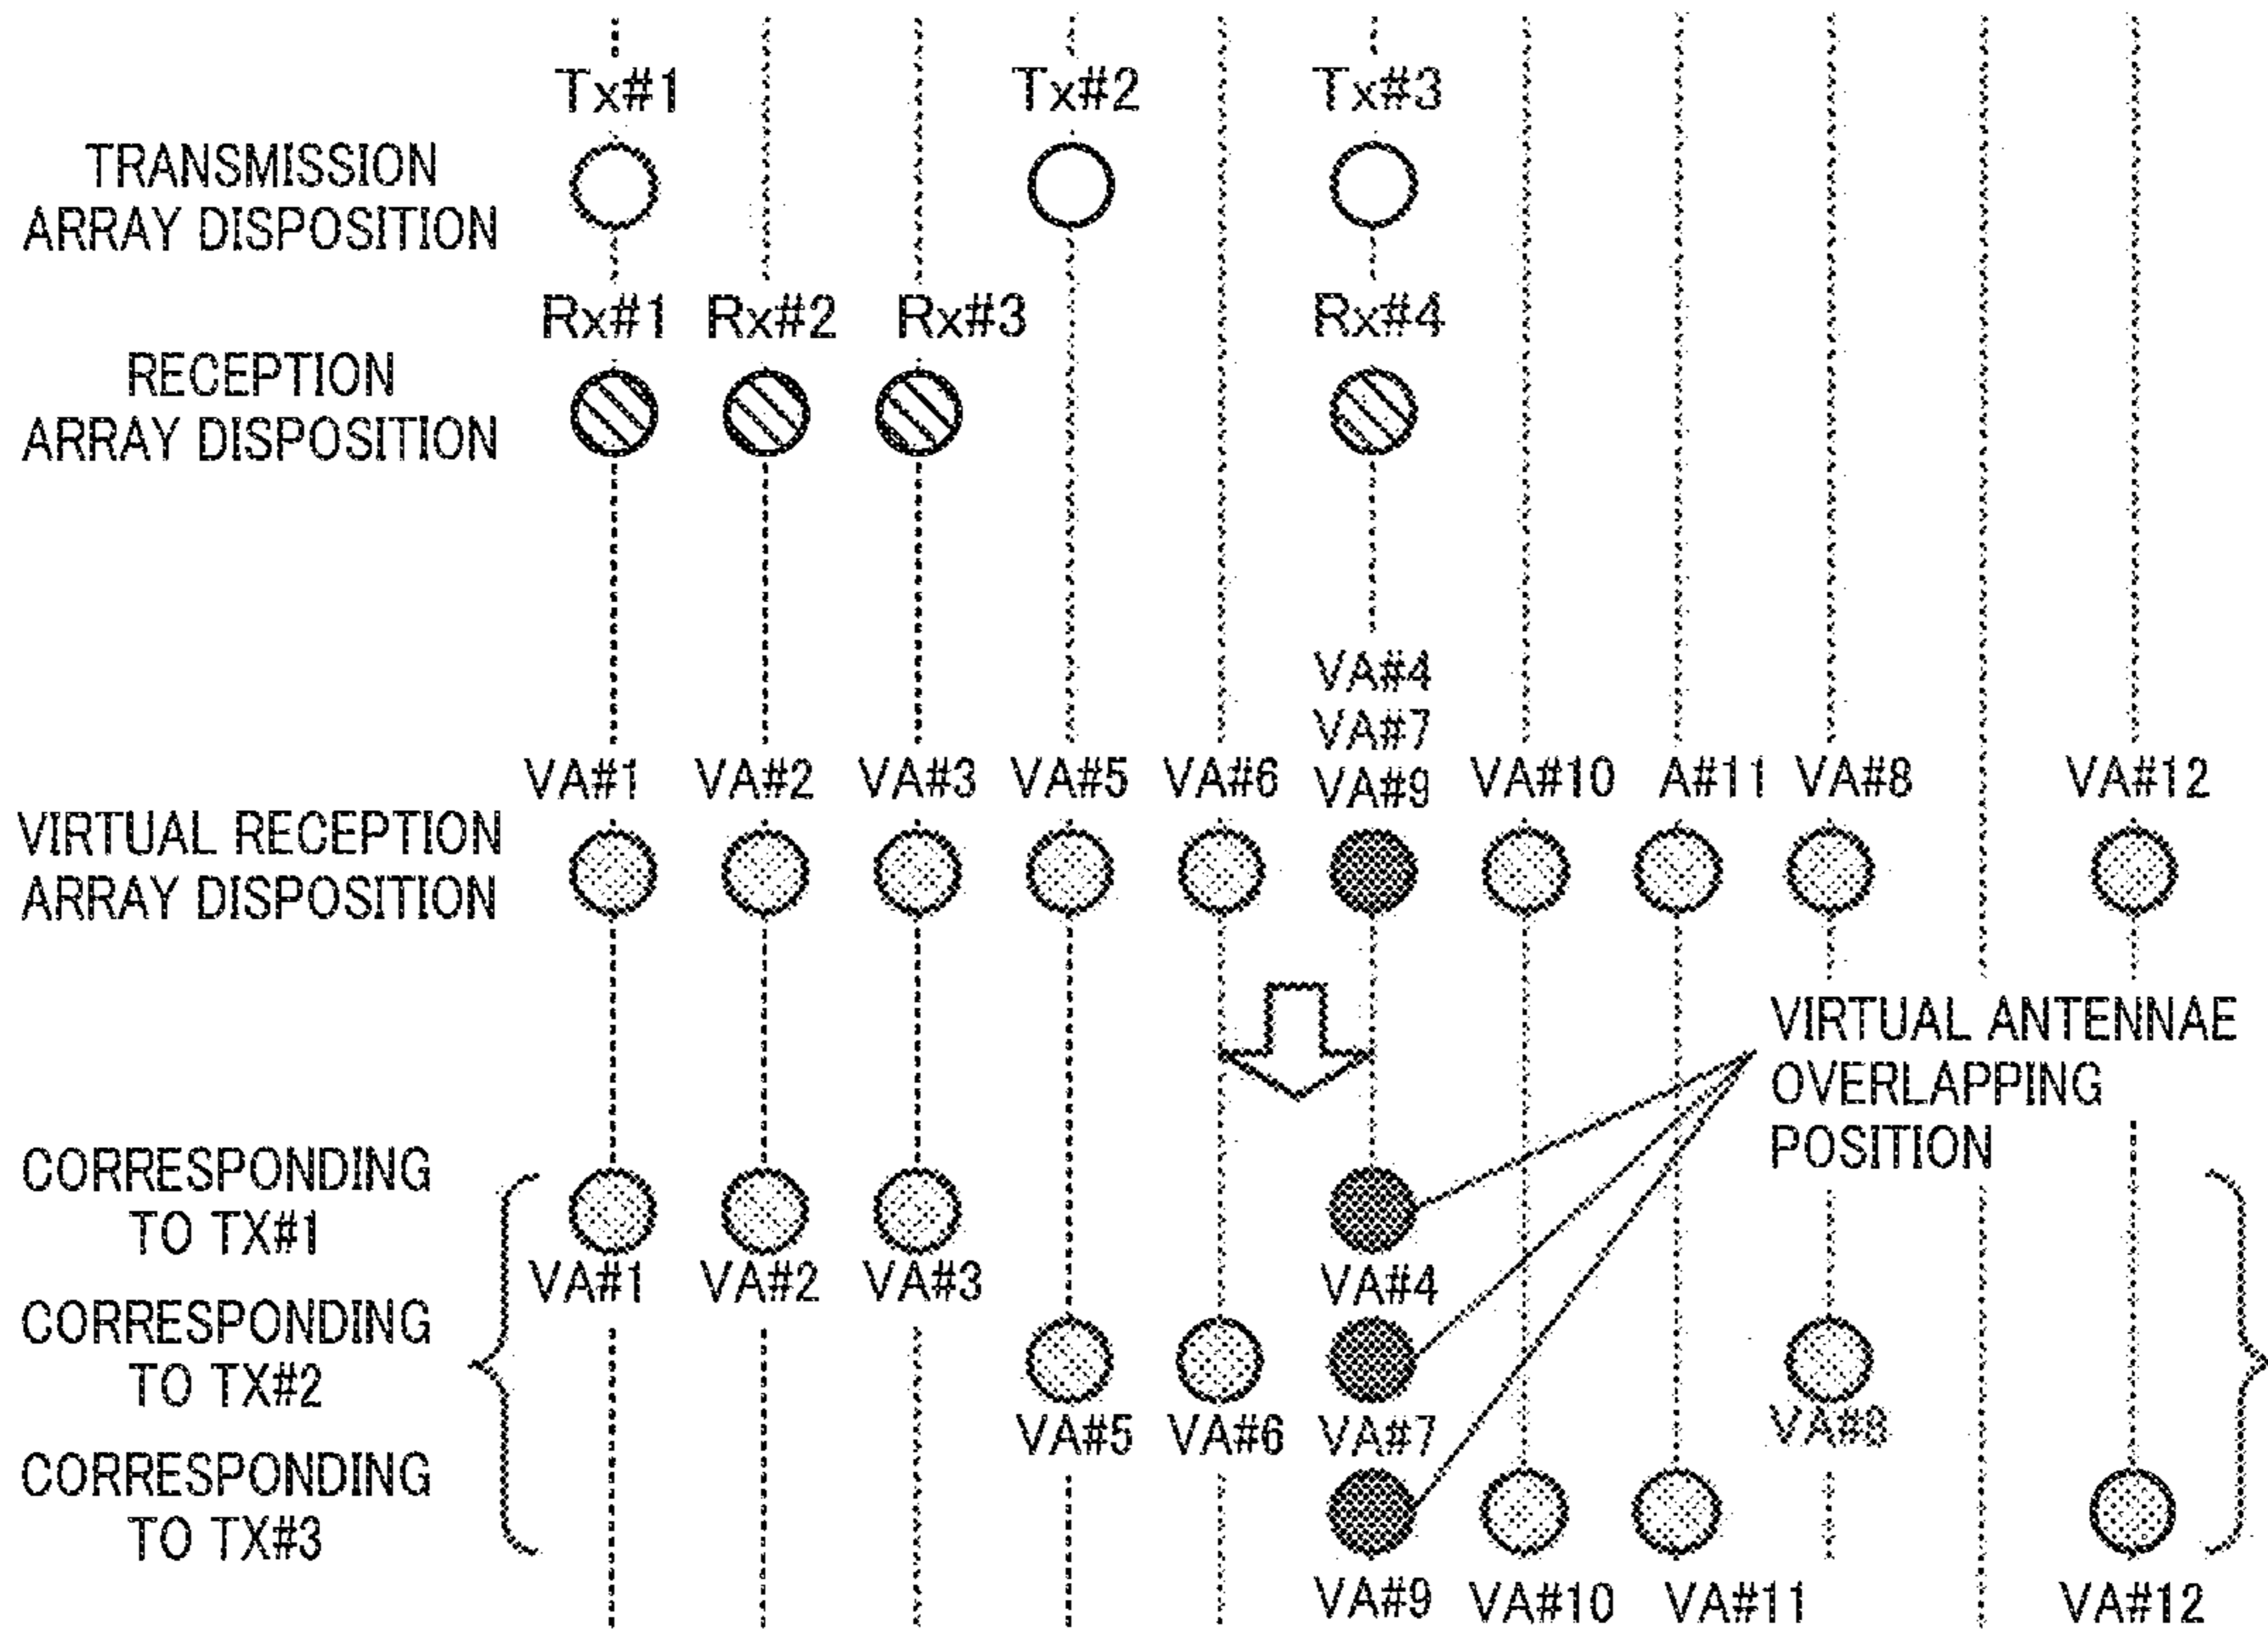 Tx#1 Tx#2 Tx#3
TRANSMISSION
ARRAY DISPOSITION
Rx#1 Rx#2 Rx#3 Rx#4
RECEPTION
ARRAY DISPOSITION
VA#4
VA#7
VA#1 VA#2 VA#3 VA#5 VA#6 VA#9 VA#10 A#11 VA#8 VA#12
VIRTUAL RECEPTION
ARRAY DISPOSITION
VIRTUAL ANTENNAE
OVERLAPPING
POSITION
CORRESPONDING
TO TX#1
VA#1 VA#2 VA#3 VA#4
CORRESPONDING
TO TX#2
VA#5 VA#6 VA#7 VA#8
CORRESPONDING
TO TX#3
VA#9 VA#10 VA#11 VA#12